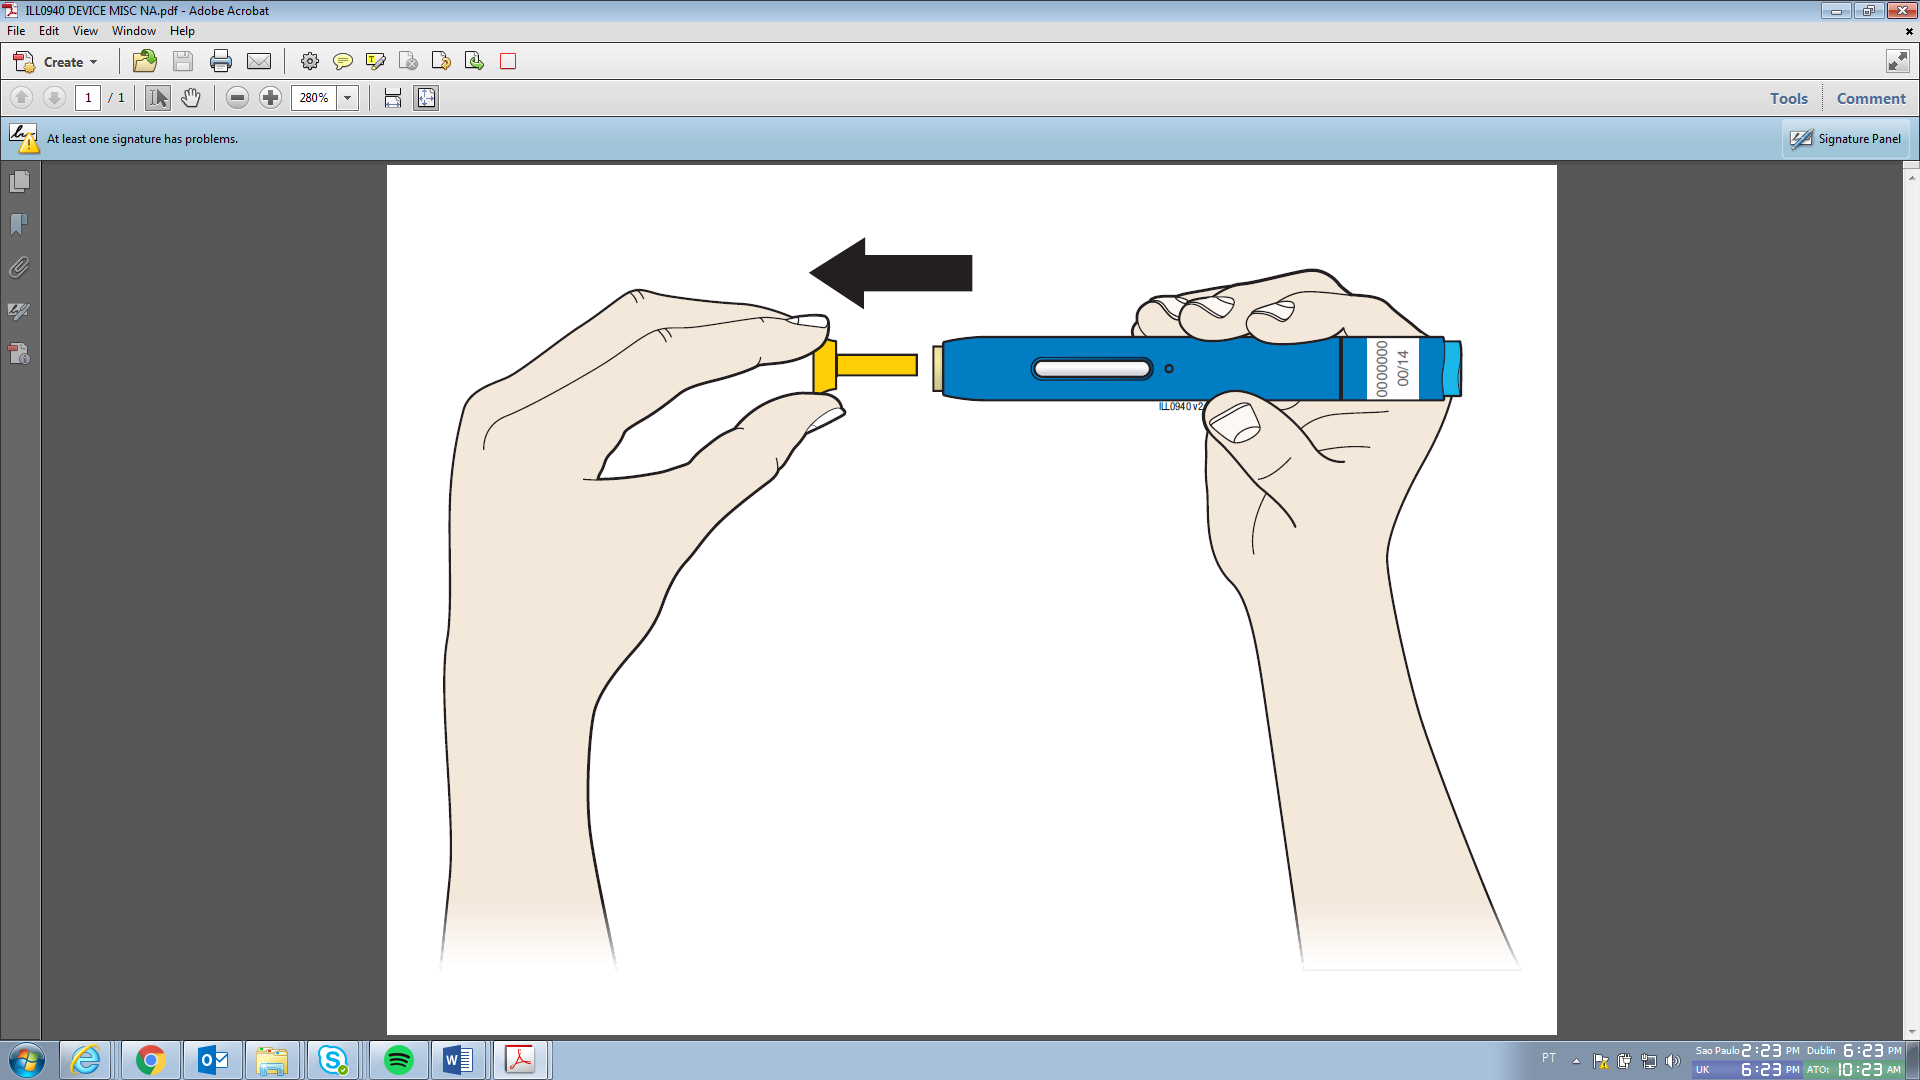 ILL0940 DEVICE MISC NA.pdf - Adobe Acrobat
File Edit View Window Help
Create
1 / 1
280%
Tools Comment
At least one signature has problems.
Signature Panel
0000000
00/14
ILL0940 v2
PT
Sao Paulo 2:23 PM Dublin 6:23 PM
UK 6:23 PM ATO: 10:23 AM